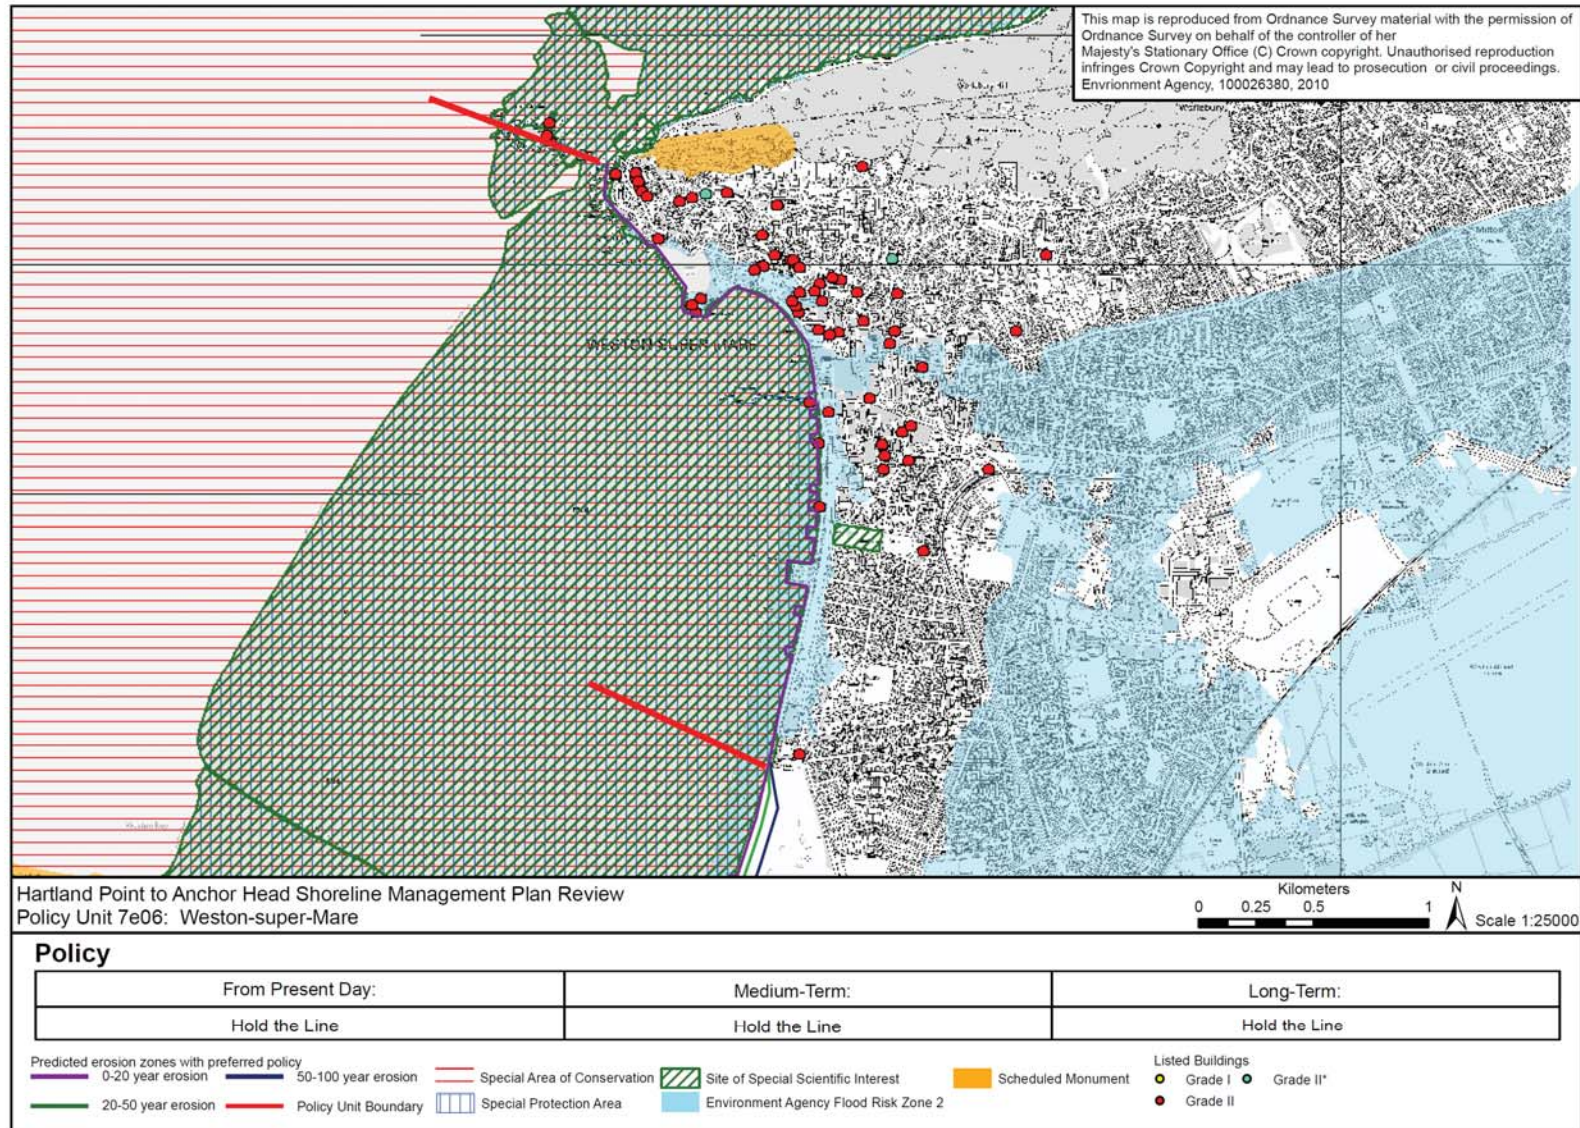 This map is reproduced from Ordnance Survey material with the permission of
Ordnance Survey on behalf of the controller of her
Majesty's Stationary Office (C) Crown copyright. Unauthorised reproduction
infringes Crown Copyright and may lead to prosecution or civil proceedings.
Envrionment Agency, 100026380, 2010
WESTON-SUPER-MARE
Hartland Point to Anchor Head Shoreline Management Plan Review
Policy Unit 7e06: Weston-super-Mare
Kilometers
0 0.25 0.5 1
N
Scale 1:25000
Policy
From Present Day: Medium-Term: Long-Term:
Hold the Line Hold the Line Hold the Line
Predicted erosion zones with preferred policy
0-20 year erosion 50-100 year erosion Special Area of Conservation Site of Special Scientific Interest Scheduled Monument
20-50 year erosion Policy Unit Boundary Special Protection Area Environment Agency Flood Risk Zone 2
Listed Buildings
Grade I Grade II*
Grade II